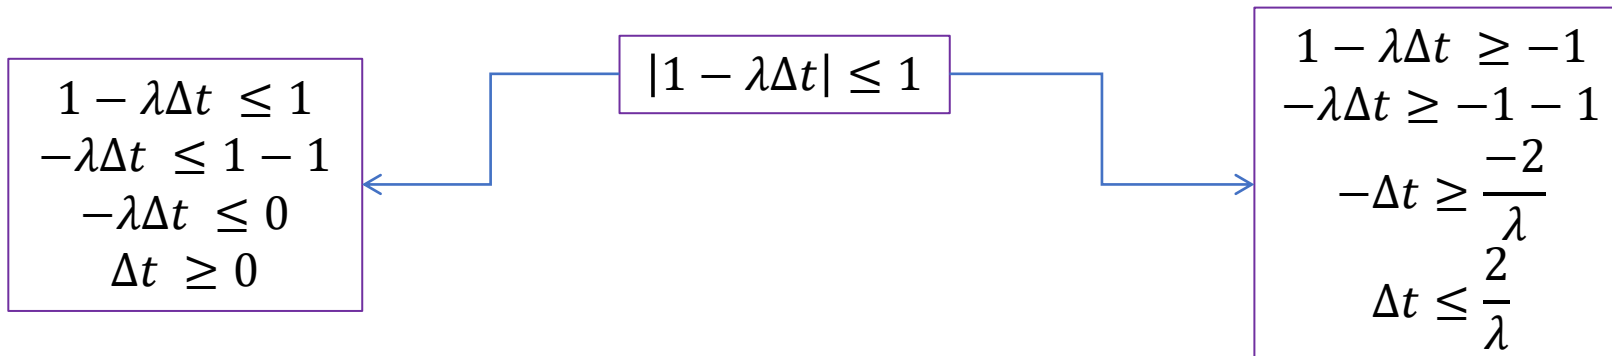 |1 − λΔt| ≤ 1
1 − λΔt ≤ 1
−λΔt ≤ 1 − 1
−λΔt ≤ 0
Δt ≥ 0
1 − λΔt ≥ −1
−λΔt ≥ −1 − 1
−Δt ≥ −2/λ
Δt ≤ 2/λ